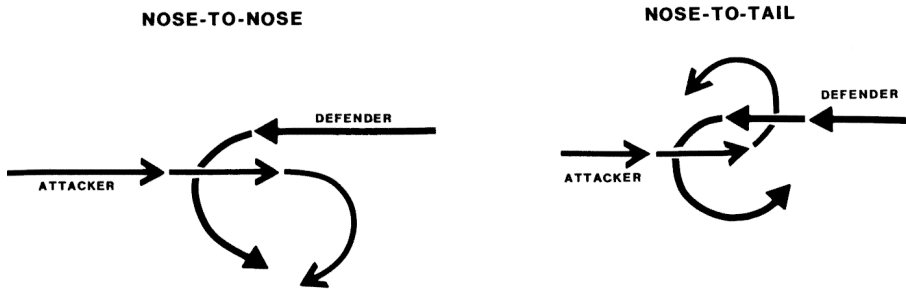 NOSE-TO-NOSE
DEFENDER
ATTACKER
NOSE-TO-TAIL
DEFENDER
ATTACKER